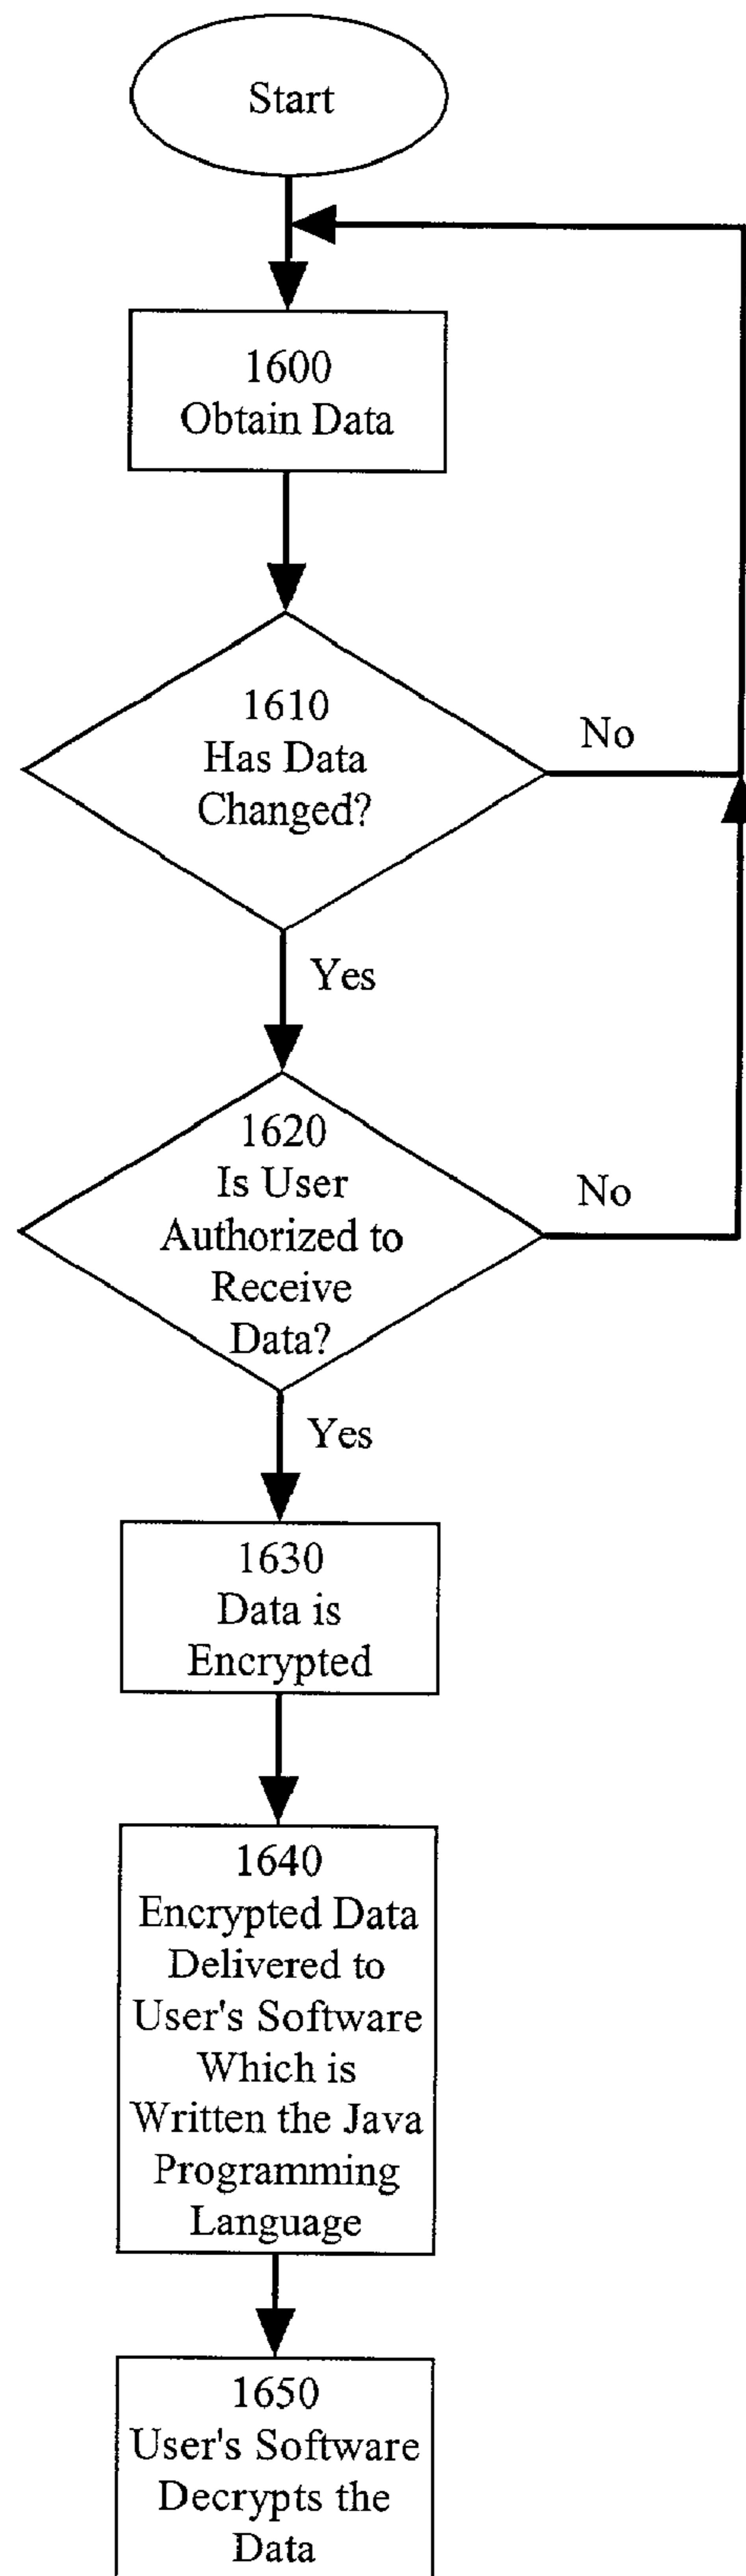 Start
1600
Obtain Data
1610
Has Data
Changed?
No
Yes
1620
Is User
Authorized to
Receive
Data?
No
Yes
1630
Data is
Encrypted
1640
Encrypted Data
Delivered to
User's Software
Which is
Written the Java
Programming
Language
1650
User's Software
Decrypts the
Data